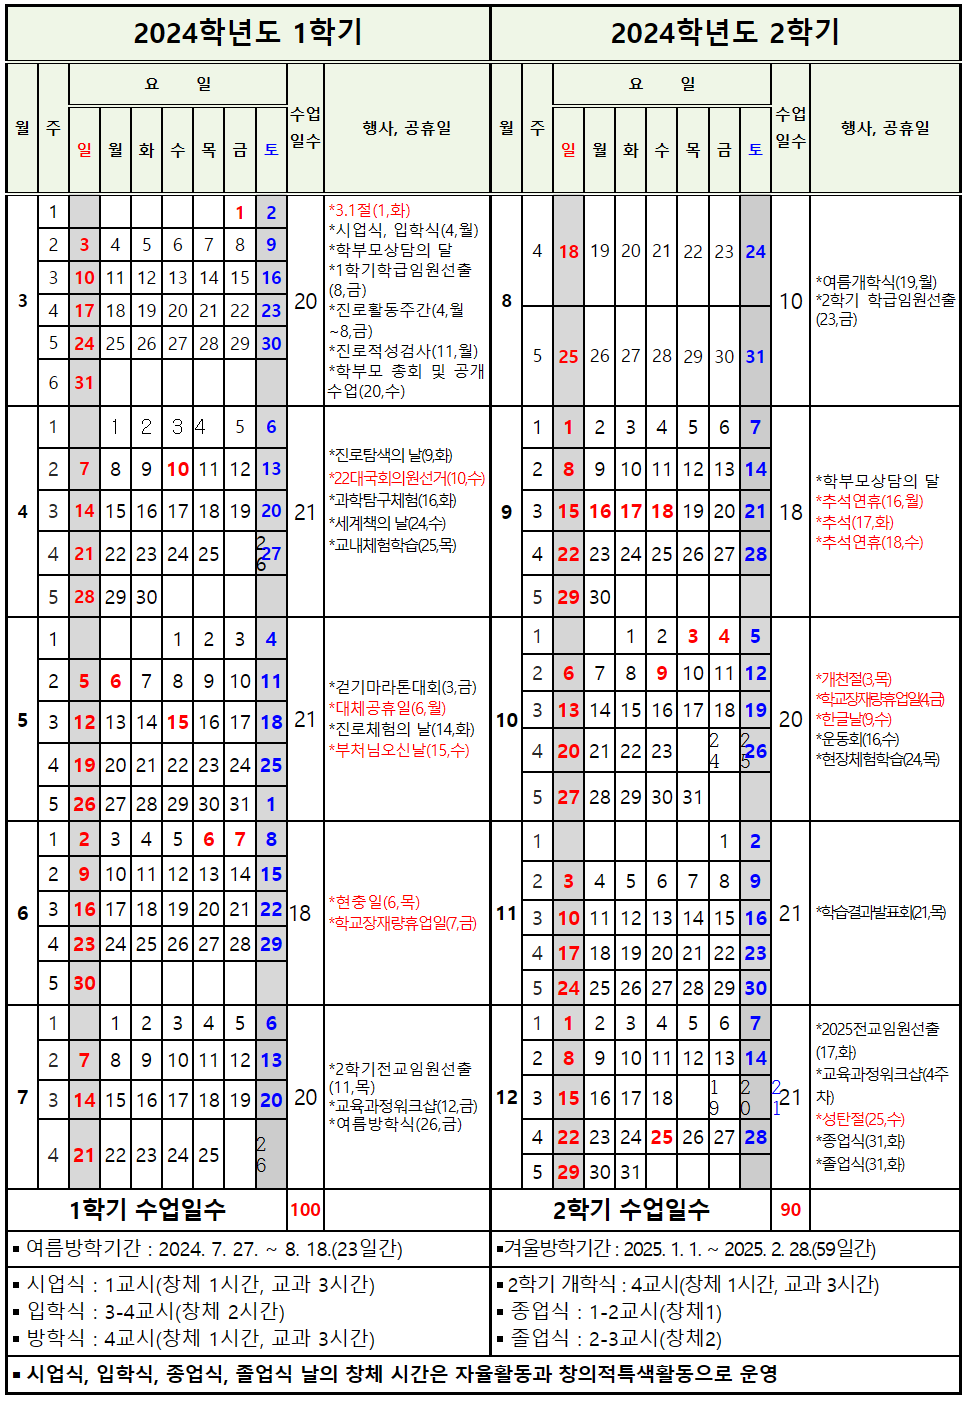 2024학년도 1학기
월 주 요 일 수업일수 행사, 공휴일
일 월 화 수 목 금 토
3
1 1 2
2 3 4 5 6 7 8 9
3 10 11 12 13 14 15 16
4 17 18 19 20 21 22 23
5 24 25 26 27 28 29 30
6 31
20
*3.1절(1,화)
*시업식, 입학식(4,월)
*학부모상담의 달
*1학기학급임원선출
(8,금)
*진로활동주간(4,월
~8,금)
*진로적성검사(11,월)
*학부모 총회 및 공개
수업(20,수)
4
1 1 2 3 4 5 6
2 7 8 9 10 11 12 13
3 14 15 16 17 18 19 20
4 21 22 23 24 25 26 27
5 28 29 30
21
*진로탐색의 날(9,화)
*22대국회의원선거(10,수)
*과학탐구체험(16,화)
*세계책의 날(24,수)
*교내체험학습(25,목)
5
1 1 2 3 4
2 5 6 7 8 9 10 11
3 12 13 14 15 16 17 18
4 19 20 21 22 23 24 25
5 26 27 28 29 30 31 1
21
*걷기마라톤대회(3,금)
*대체공휴일(6,월)
*진로체험의 날(14,화)
*부처님오신날(15,수)
6
1 2 3 4 5 6 7 8
2 9 10 11 12 13 14 15
3 16 17 18 19 20 21 22
4 23 24 25 26 27 28 29
5 30
18
*현충일(6,목)
*학교장재량휴업일(7,금)
7
1 1 2 3 4 5 6
2 7 8 9 10 11 12 13
3 14 15 16 17 18 19 20
4 21 22 23 24 25 26
20
*2학기전교임원선출
(11,목)
*교육과정워크샵(12,금)
*여름방학식(26,금)
1학기 수업일수 100
▪ 여름방학기간 : 2024. 7. 27. ~ 8. 18.(23일간)
▪ 시업식 : 1교시(창체 1시간, 교과 3시간)
▪ 입학식 : 3-4교시(창체 2시간)
▪ 방학식 : 4교시(창체 1시간, 교과 3시간)
2024학년도 2학기
월 주 요 일 수업일수 행사, 공휴일
일 월 화 수 목 금 토
8
4 18 19 20 21 22 23 24
5 25 26 27 28 29 30 31
10
*여름개학식(19,월)
*2학기 학급임원선출
(23,금)
9
1 1 2 3 4 5 6 7
2 8 9 10 11 12 13 14
3 15 16 17 18 19 20 21
4 22 23 24 25 26 27 28
5 29 30
18
*학부모상담의 달
*추석연휴(16,월)
*추석(17,화)
*추석연휴(18,수)
10
1 1 2 3 4 5
2 6 7 8 9 10 11 12
3 13 14 15 16 17 18 19
4 20 21 22 23 24 25 26
5 27 28 29 30 31
20
*개천절(3,목)
*학교장재량휴업일(4,금)
*한글날(9,수)
*운동회(16,수)
*현장체험학습(24,목)
11
1 1 2
2 3 4 5 6 7 8 9
3 10 11 12 13 14 15 16
4 17 18 19 20 21 22 23
5 24 25 26 27 28 29 30
21
*학습결과발표회(21,목)
12
1 1 2 3 4 5 6 7
2 8 9 10 11 12 13 14
3 15 16 17 18 19 20 21
4 22 23 24 25 26 27 28
5 29 30 31
21
*2025전교임원선출
(17,화)
*교육과정워크샵(4주
차)
*성탄절(25,수)
*종업식(31,화)
*졸업식(31,화)
2학기 수업일수 90
▪겨울방학기간 : 2025. 1. 1. ~ 2025. 2. 28.(59일간)
▪ 2학기 개학식 : 4교시(창체 1시간, 교과 3시간)
▪ 종업식 : 1-2교시(창체1)
▪ 졸업식 : 2-3교시(창체2)
▪ 시업식, 입학식, 종업식, 졸업식 날의 창체 시간은 자율활동과 창의적특색활동으로 운영